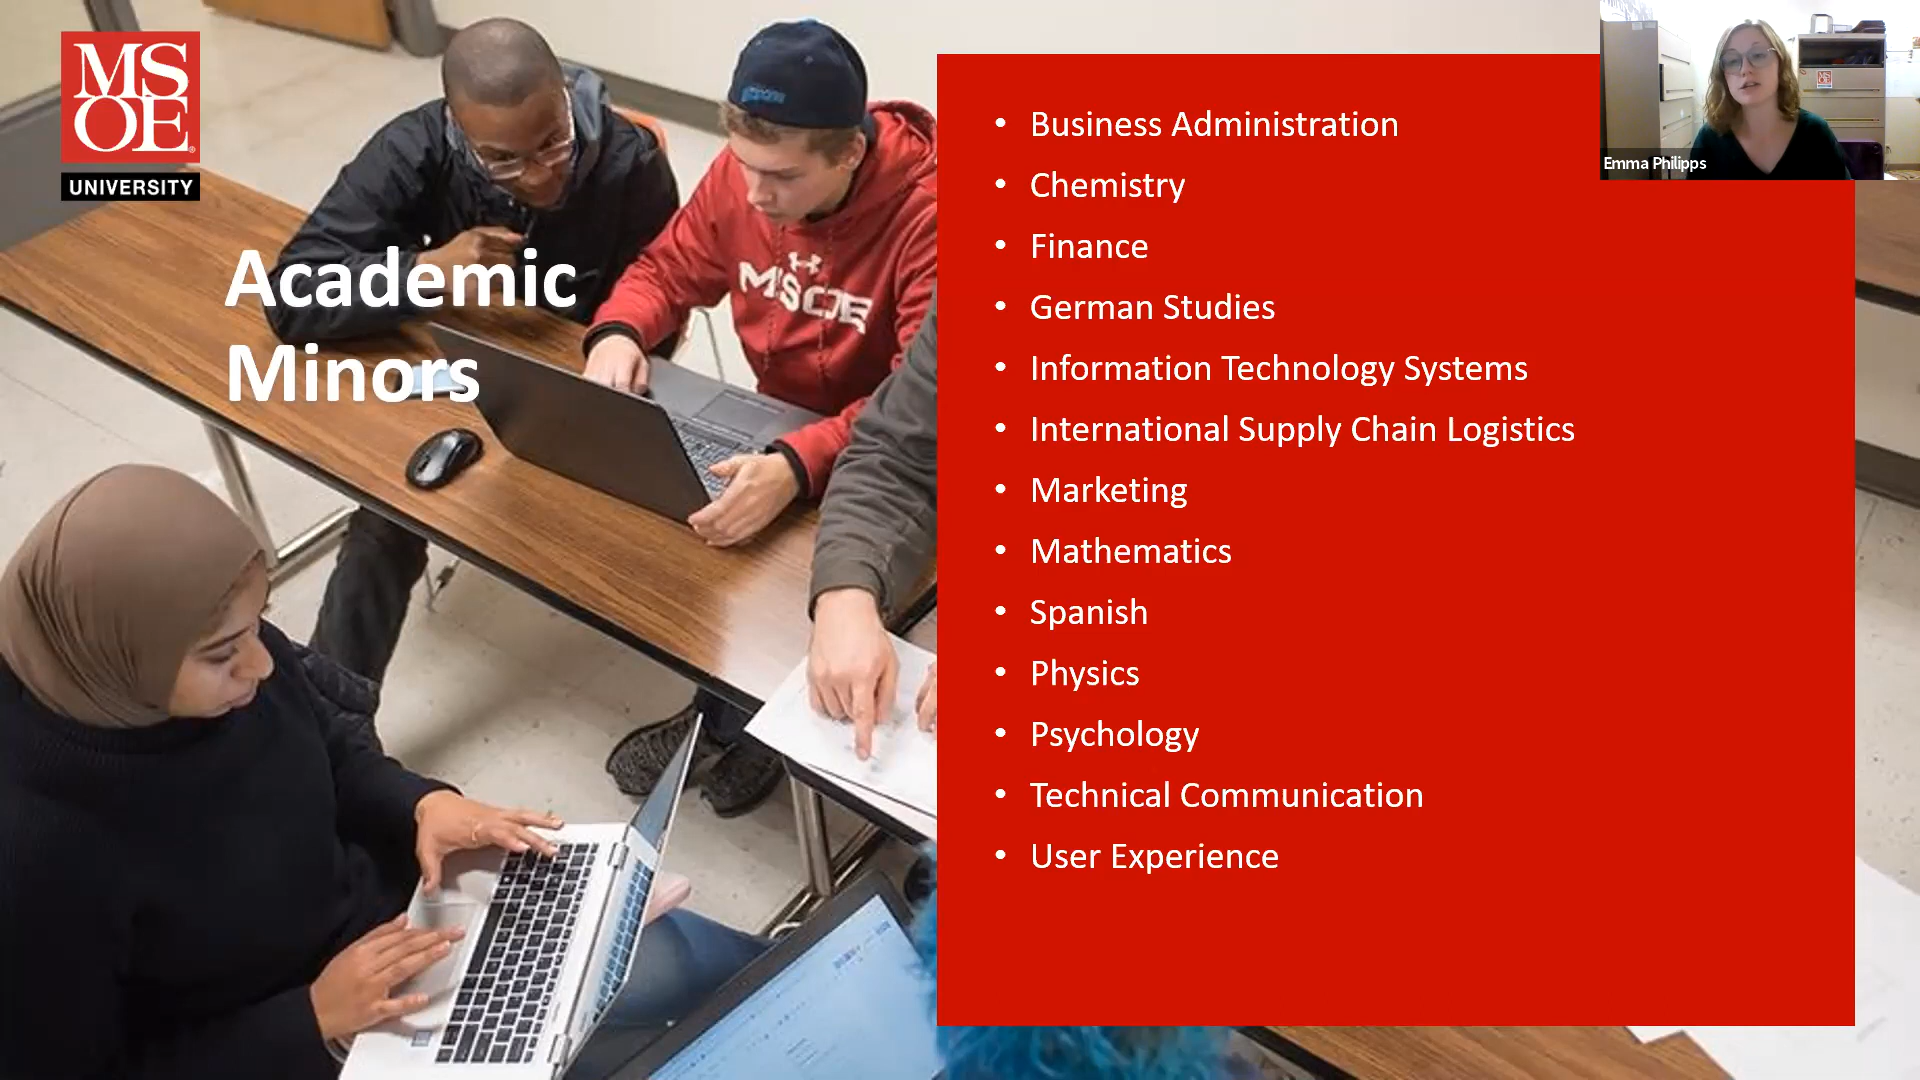 MS
OE
UNIVERSITY
Academic
Minors
MSOE
• Business Administration
• Chemistry
• Finance
• German Studies
• Information Technology Systems
• International Supply Chain Logistics
• Marketing
• Mathematics
• Spanish
• Physics
• Psychology
• Technical Communication
• User Experience
Emma Philipps